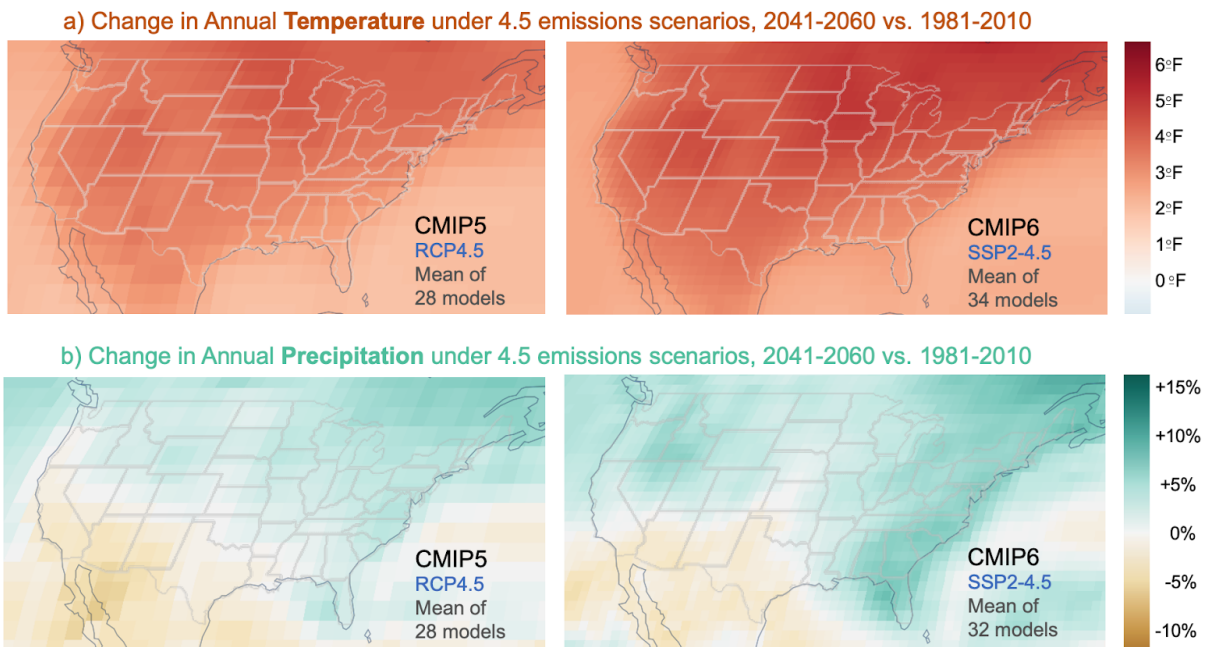 a) Change in Annual Temperature under 4.5 emissions scenarios, 2041-2060 vs. 1981-2010
CMIP5
RCP4.5
Mean of
28 models
CMIP6
SSP2-4.5
Mean of
34 models
6°F
5°F
4°F
3°F
2°F
1°F
0°F
b) Change in Annual Precipitation under 4.5 emissions scenarios, 2041-2060 vs. 1981-2010
CMIP5
RCP4.5
Mean of
28 models
CMIP6
SSP2-4.5
Mean of
32 models
+15%
+10%
+5%
0%
-5%
-10%